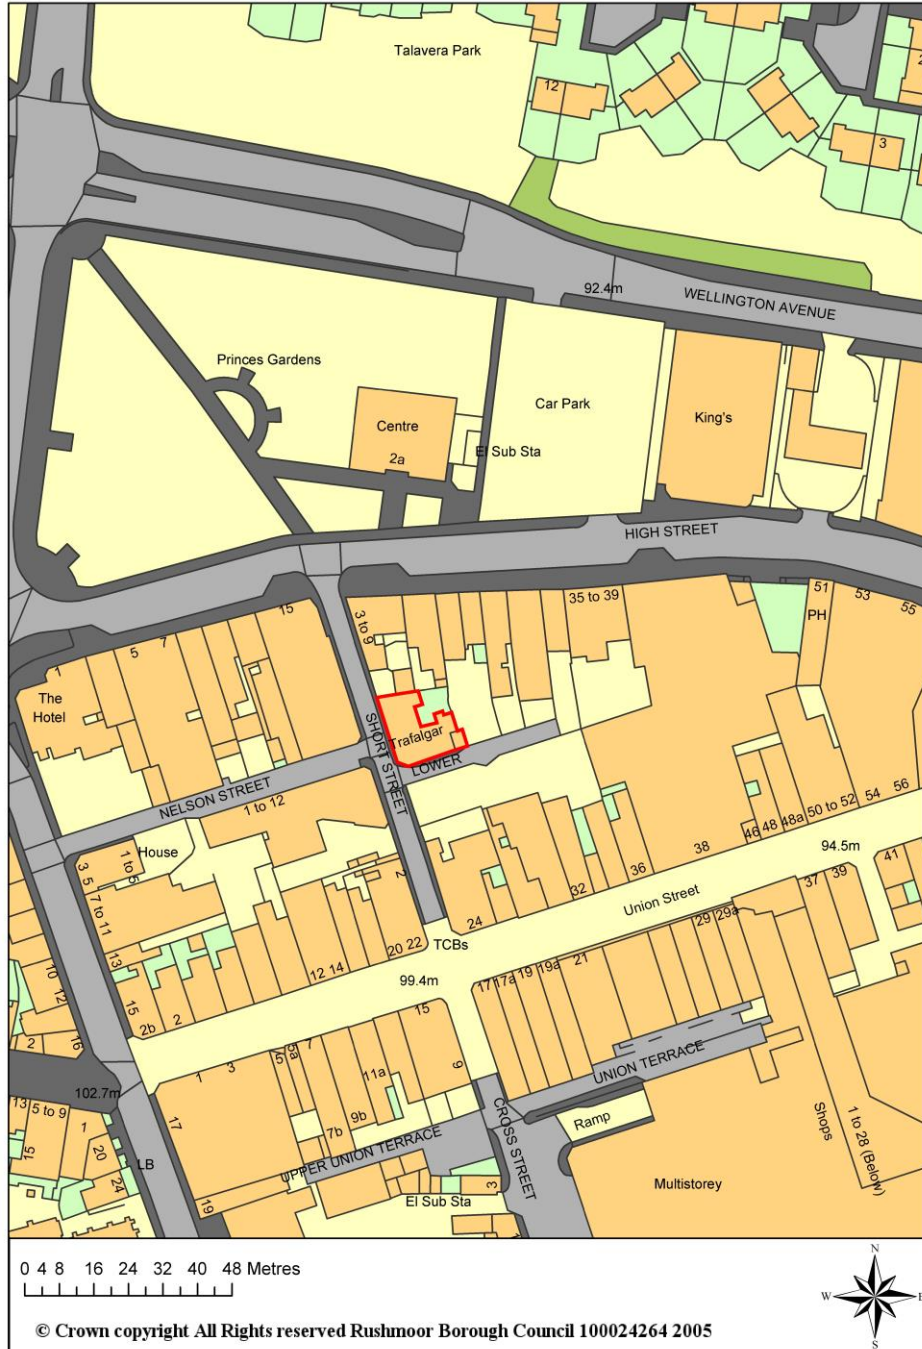 Talavera Park
12
2
3
92.4m
WELLINGTON AVENUE
Princes Gardens
Centre
2a
El Sub Sta
Car Park
King's
HIGH STREET
15
3 to 9
35 to 39
51
PH
53
55
1
5
7
The
Hotel
SHORT STREET
Trafalgar
LOWER
NELSON STREET
1 to 12
House
1 to 5
3
5
7 to 11
13
15
2b
2
12
14
20
22
2
24
TCBs
32
36
38
46
48
48a
50 to 52
54
56
94.5m
Union Street
99.4m
41
39
37
29
29a
21
19a
19
17a
17
15
9
11a
9b
7b
7
5a
5
3
1
10
12
16
2
102.7m
17
19
13
5 to 9
1
15
20
24
LB
UPPER UNION TERRACE
El Sub Sta
3
CROSS STREET
UNION TERRACE
Ramp
Multistorey
Shops
1 to 28 (Below)
0 4 8 16 24 32 40 48 Metres
N
W E
S
© Crown copyright All Rights reserved Rushmoor Borough Council 100024264 2005